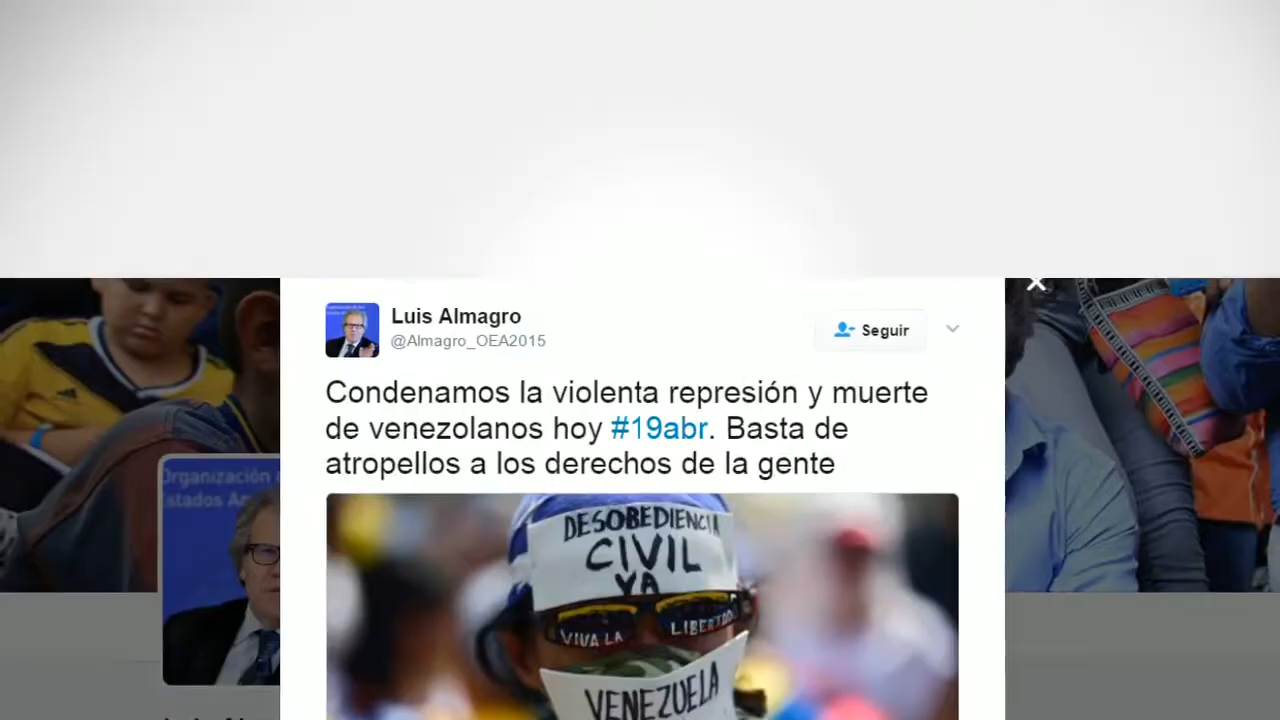 Luis Almagro
@Almagro_OEA2015
Seguir
Condenamos la violenta represión y muerte
de venezolanos hoy #19abr. Basta de
atropellos a los derechos de la gente
Organización
DESOBEDIENCIA
CIVIL
YA
VIVA LA LIBERTAD
VENEZUELA